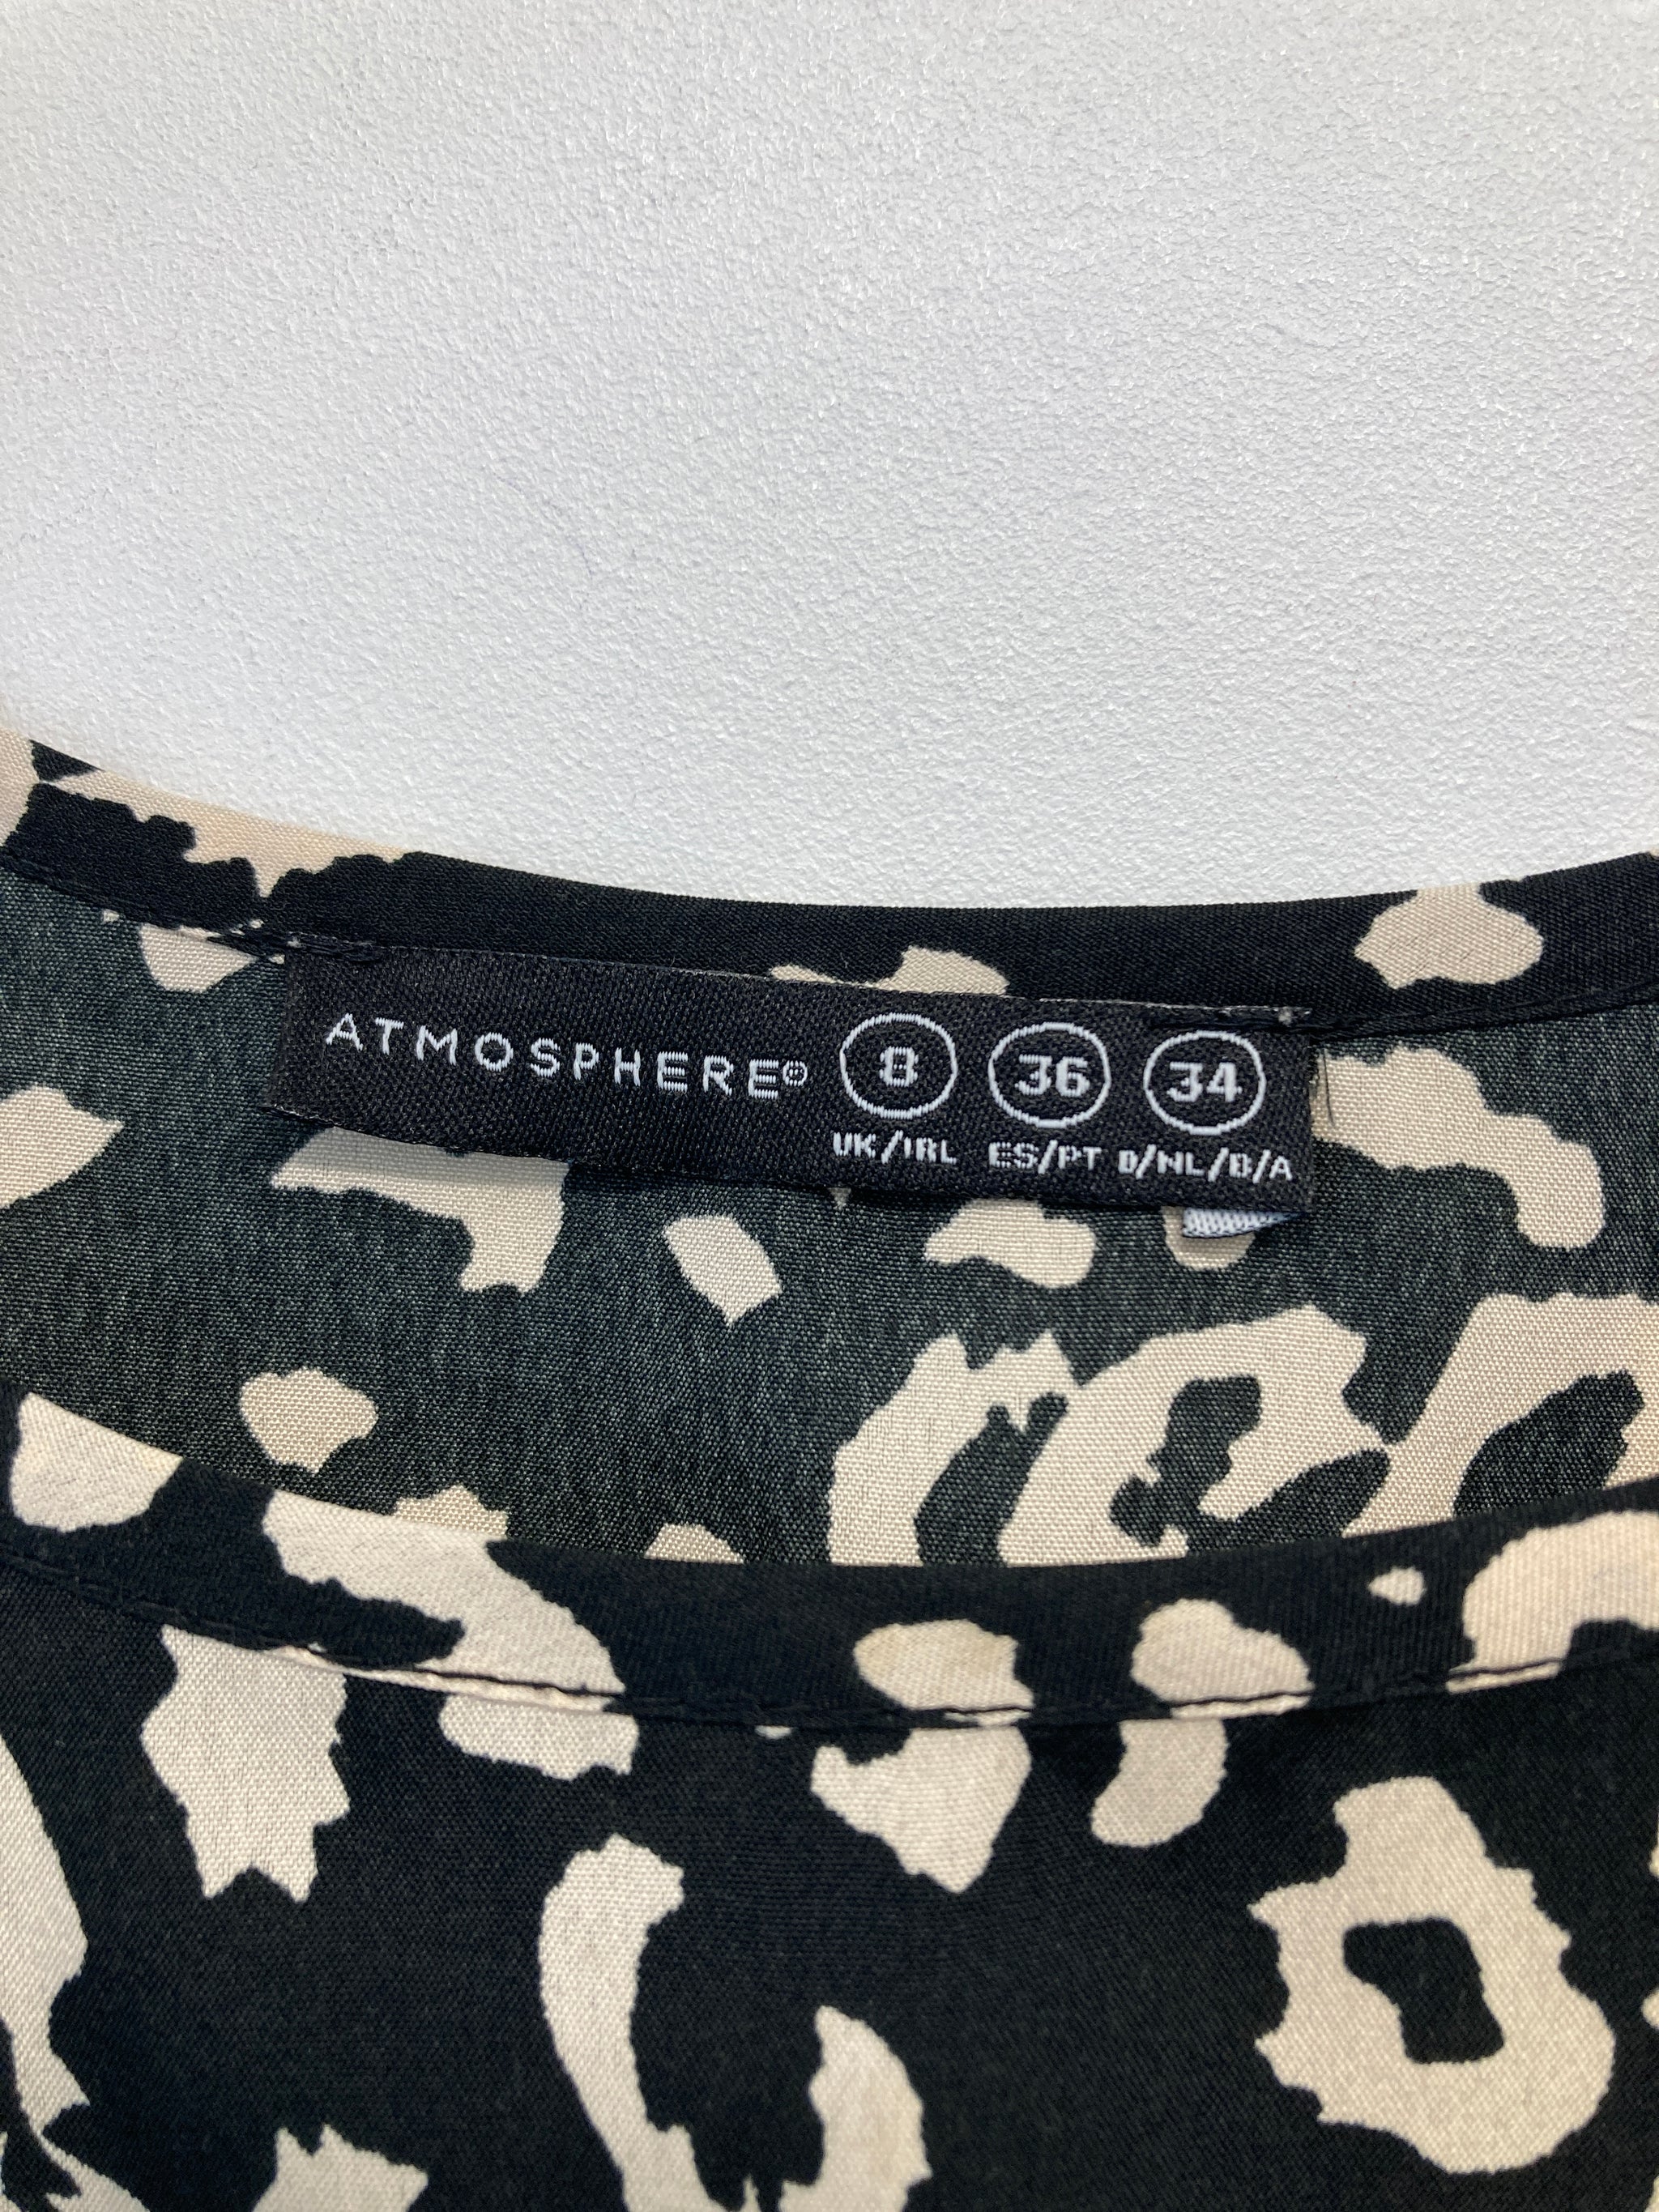 ATMOSPHERE® 8 36 34
UK/IRL ES/PT D/NL/B/A